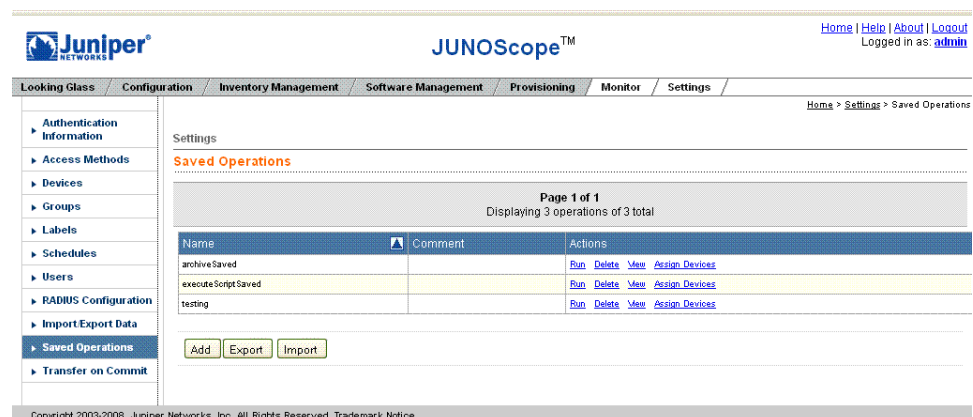 Juniper®
NETWORKS
JUNOScope™
Home | Help | About | Logout
Logged in as: admin
Looking Glass / Configuration / Inventory Management / Software Management / Provisioning / Monitor / Settings /
Home > Settings > Saved Operations
Authentication
Information
Access Methods
Devices
Groups
Labels
Schedules
Users
RADIUS Configuration
Import/Export Data
Saved Operations
Transfer on Commit
Settings
Saved Operations
Page 1 of 1
Displaying 3 operations of 3 total
Name Comment Actions
archiveSaved Run Delete View Assign Devices
executeScriptSaved Run Delete View Assign Devices
testing Run Delete View Assign Devices
Add Export Import
Copyright 2003-2008, Juniper Networks, Inc. All Rights Reserved. Trademark Notice.